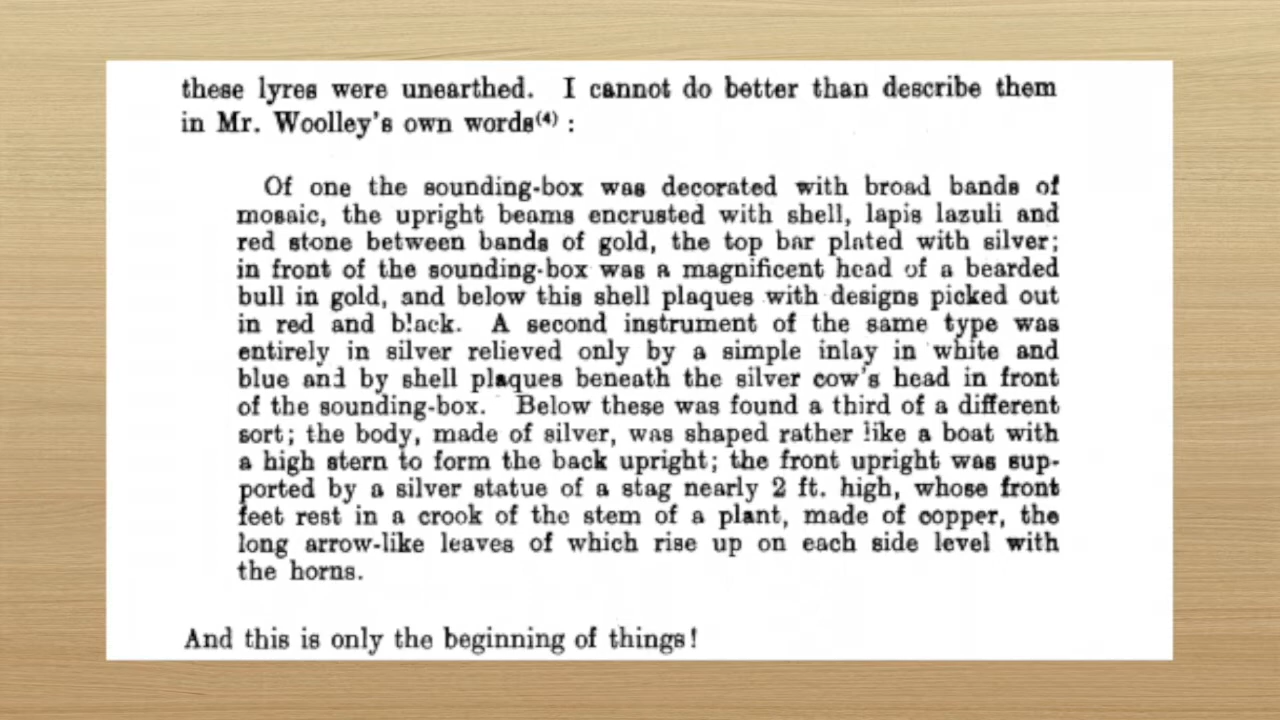 these lyres were unearthed. I cannot do better than describe them
in Mr. Woolley's own words(4) :
Of one the sounding-box was decorated with broad bands of
mosaic, the upright beams encrusted with shell, lapis lazuli and
red stone between bands of gold, the top bar plated with silver;
in front of the sounding-box was a magnificent head of a bearded
bull in gold, and below this shell plaques with designs picked out
in red and black. A second instrument of the same type was
entirely in silver relieved only by a simple inlay in white and
blue and by shell plaques beneath the silver cow's head in front
of the sounding-box. Below these was found a third of a different
sort; the body, made of silver, was shaped rather like a boat with
a high stern to form the back upright; the front upright was sup-
ported by a silver statue of a stag nearly 2 ft. high, whose front
feet rest in a crook of the stem of a plant, made of copper, the
long arrow-like leaves of which rise up on each side level with
the horns.
And this is only the beginning of things!